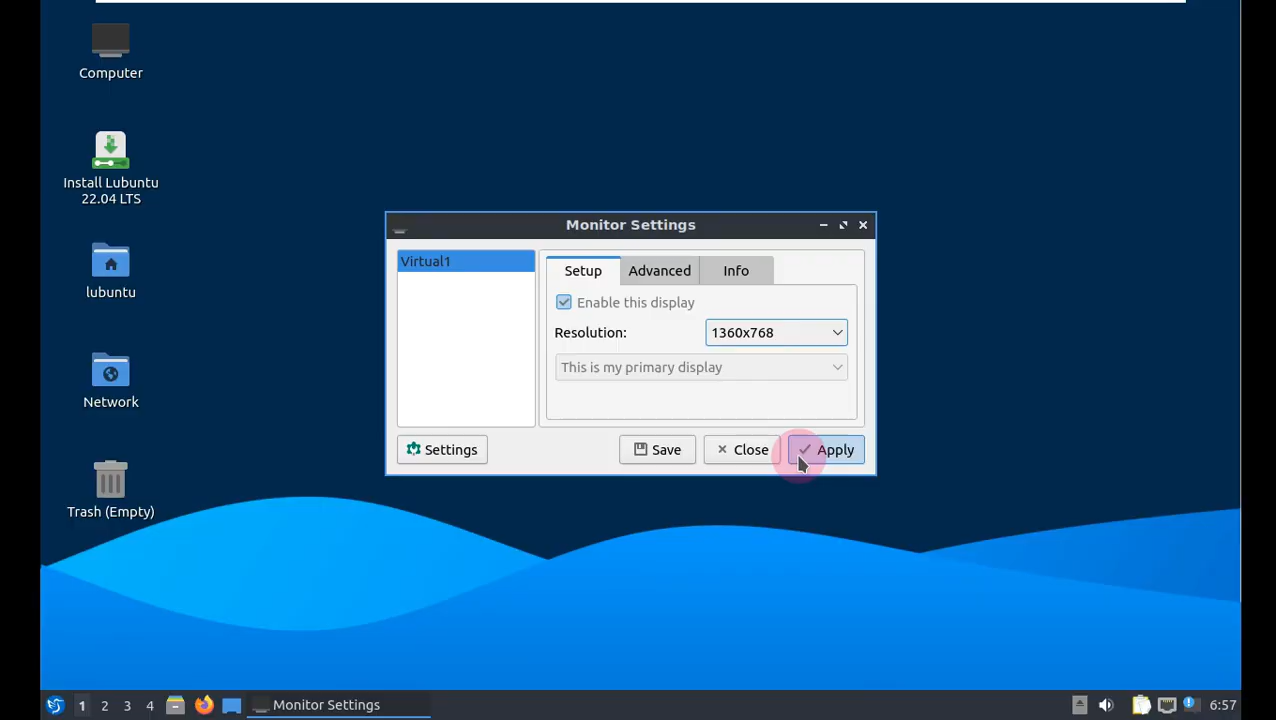 Computer
Install Lubuntu
22.04 LTS
lubuntu
Network
Trash (Empty)
Monitor Settings
Virtual1
Setup
Advanced
Info
Enable this display
Resolution:
1360x768
This is my primary display
Settings
Save
Close
Apply
1
2
3
4
Monitor Settings
6:57